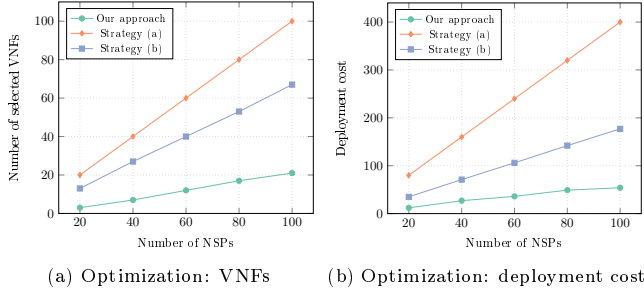 Our approach
Strategy (a)
Strategy (b)
Number of selected VNFs
100
80
60
40
20
0
20 40 60 80 100
Number of NSPs
(a) Optimization: VNFs
Our approach
Strategy (a)
Strategy (b)
Deployment cost
400
300
200
100
0
20 40 60 80 100
Number of NSPs
(b) Optimization: deployment cost